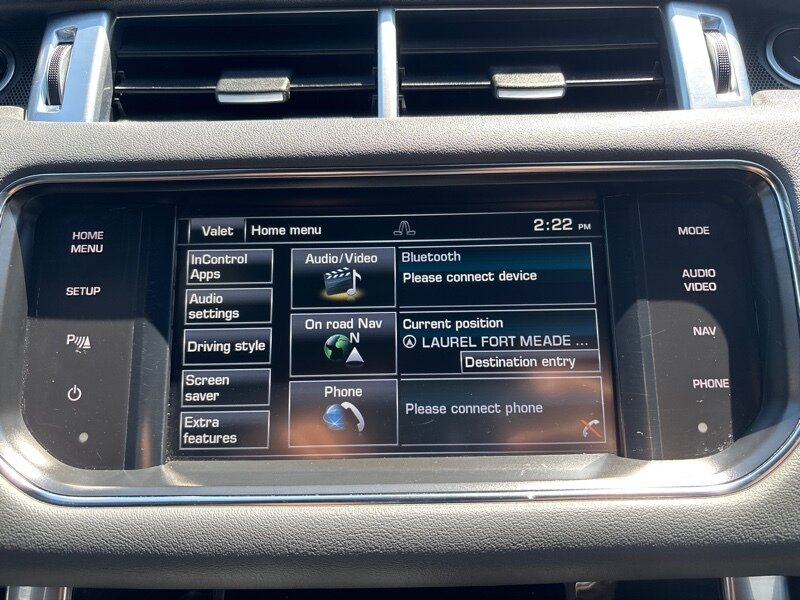 HOME
MENU
SETUP
P
Valet
Home menu
2:22 PM
InControl
Apps
Audio
settings
Driving style
Screen
saver
Extra
features
Audio/Video
On road Nav
N
Phone
Bluetooth
Please connect device
Current position
LAUREL FORT MEADE ...
Destination entry
Please connect phone
MODE
AUDIO
VIDEO
NAV
PHONE